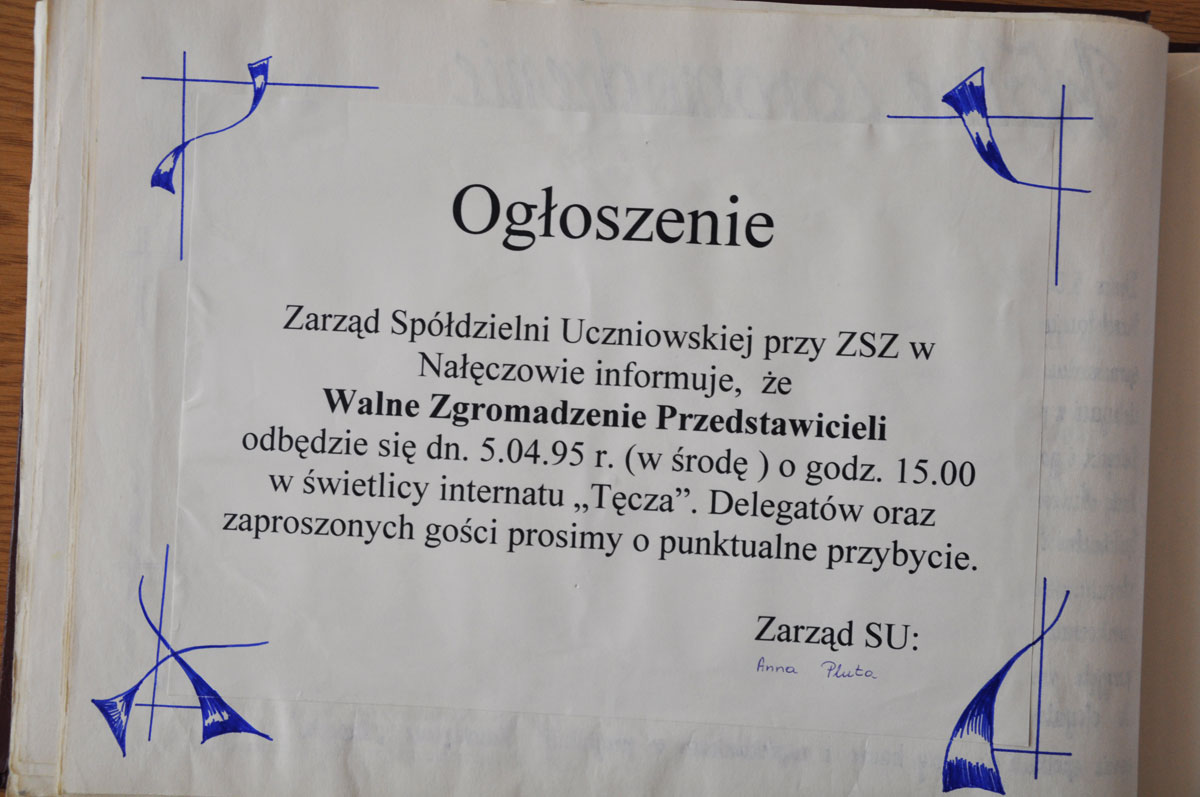 Ogłoszenie
Zarząd Spółdzielni Uczniowskiej przy ZSZ w
Nałęczowie informuje, że
Walne Zgromadzenie Przedstawicieli
odbędzie się dn. 5.04.95 r. (w środę ) o godz. 15.00
w świetlicy internatu „Tęcza”. Delegatów oraz
zaproszonych gości prosimy o punktualne przybycie.
Zarząd SU:
Anna Pluta